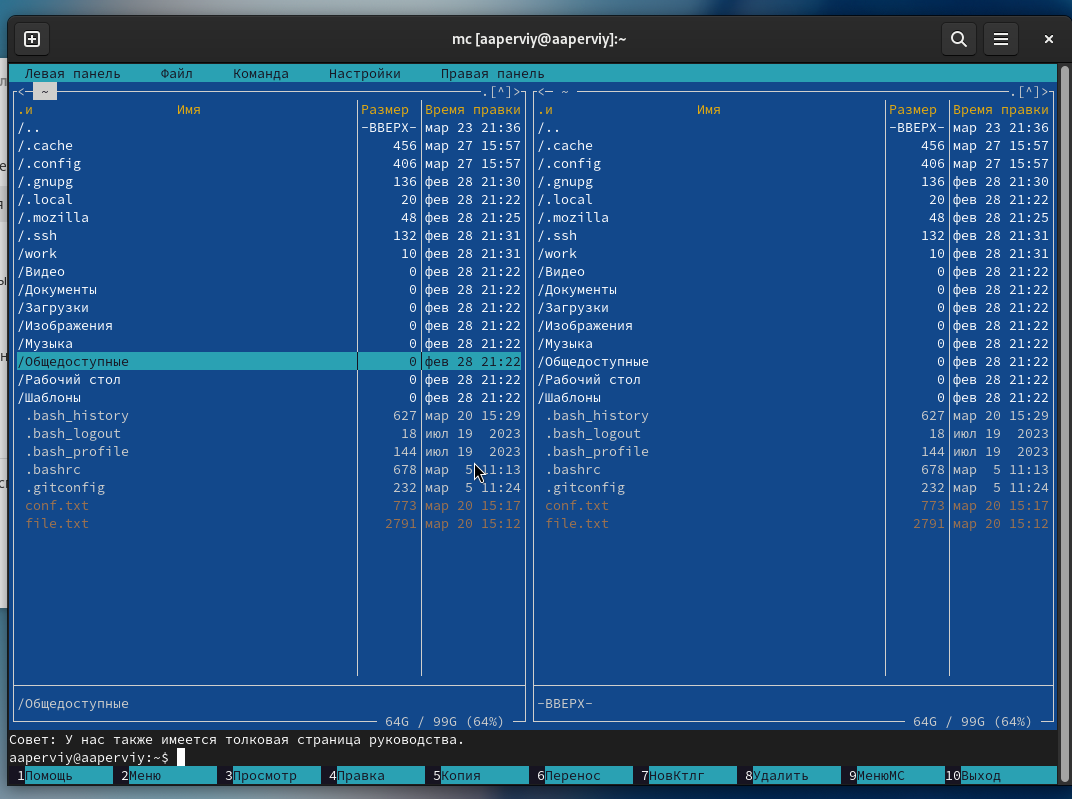 mc [aaperviy@aaperviy]:~
Левая панель Файл Команда Настройки Правая панель
<- ~ .[^]> <- ~ .[^]>
.и Имя Размер Время правки .и Имя Размер Время правки
/.. -ВВЕРХ- мар 23 21:36 /.. -ВВЕРХ- мар 23 21:36
/.cache 456 мар 27 15:57 /.cache 456 мар 27 15:57
/.config 406 мар 27 15:57 /.config 406 мар 27 15:57
/.gnupg 136 фев 28 21:30 /.gnupg 136 фев 28 21:30
/.local 20 фев 28 21:22 /.local 20 фев 28 21:22
/.mozilla 48 фев 28 21:25 /.mozilla 48 фев 28 21:25
/.ssh 132 фев 28 21:31 /.ssh 132 фев 28 21:31
/work 10 фев 28 21:31 /work 10 фев 28 21:31
/Видео 0 фев 28 21:22 /Видео 0 фев 28 21:22
/Документы 0 фев 28 21:22 /Документы 0 фев 28 21:22
/Загрузки 0 фев 28 21:22 /Загрузки 0 фев 28 21:22
/Изображения 0 фев 28 21:22 /Изображения 0 фев 28 21:22
/Музыка 0 фев 28 21:22 /Музыка 0 фев 28 21:22
/Общедоступные 0 фев 28 21:22 /Общедоступные 0 фев 28 21:22
/Рабочий стол 0 фев 28 21:22 /Рабочий стол 0 фев 28 21:22
/Шаблоны 0 фев 28 21:22 /Шаблоны 0 фев 28 21:22
.bash_history 627 мар 20 15:29 .bash_history 627 мар 20 15:29
.bash_logout 18 июл 19 2023 .bash_logout 18 июл 19 2023
.bash_profile 144 июл 19 2023 .bash_profile 144 июл 19 2023
.bashrc 678 мар 5 11:13 .bashrc 678 мар 5 11:13
.gitconfig 232 мар 5 11:24 .gitconfig 232 мар 5 11:24
conf.txt 773 мар 20 15:17 conf.txt 773 мар 20 15:17
file.txt 2791 мар 20 15:12 file.txt 2791 мар 20 15:12
/Общедоступные -ВВЕРХ-
64G / 99G (64%) 64G / 99G (64%)
Совет: У нас также имеется толковая страница руководства.
aaperviy@aaperviy:~$
1Помощь 2Меню 3Просмотр 4Правка 5Копия 6Перенос 7НовКтлг 8Удалить 9МенюМС 10Выход